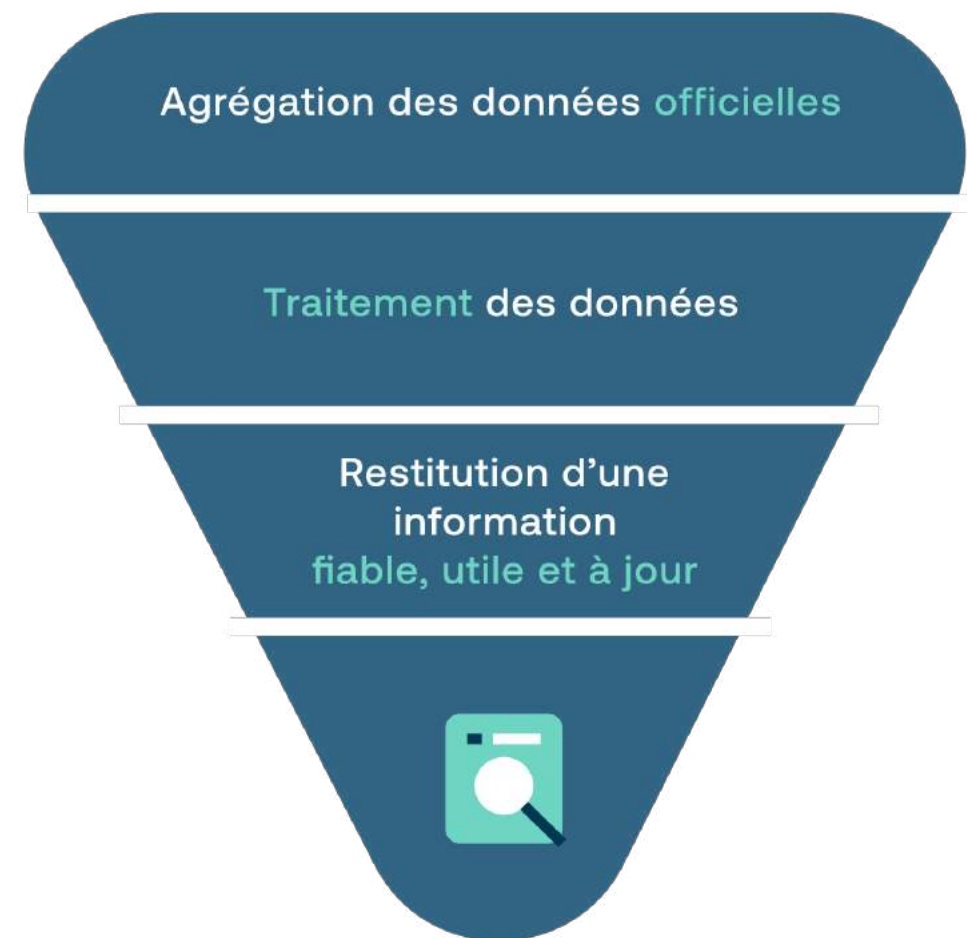 Agrégation des données officielles
Traitement des données
Restitution d’une
information
fiable, utile et à jour